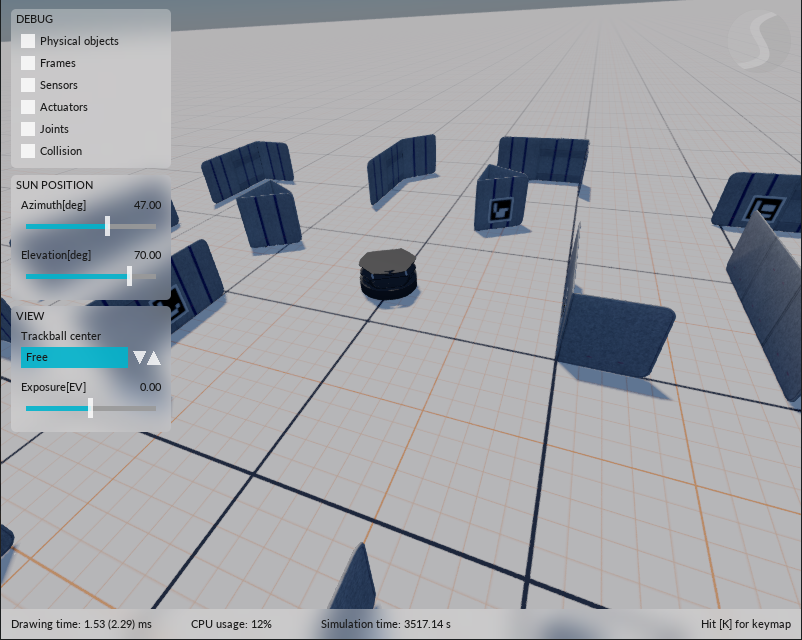 DEBUG
Physical objects
Frames
Sensors
Actuators
Joints
Collision
SUN POSITION
Azimuth[deg] 47.00
Elevation[deg] 70.00
VIEW
Trackball center
Free
Exposure[EV] 0.00
Drawing time: 1.53 (2.29) ms CPU usage: 12% Simulation time: 3517.14 s Hit [K] for keymap